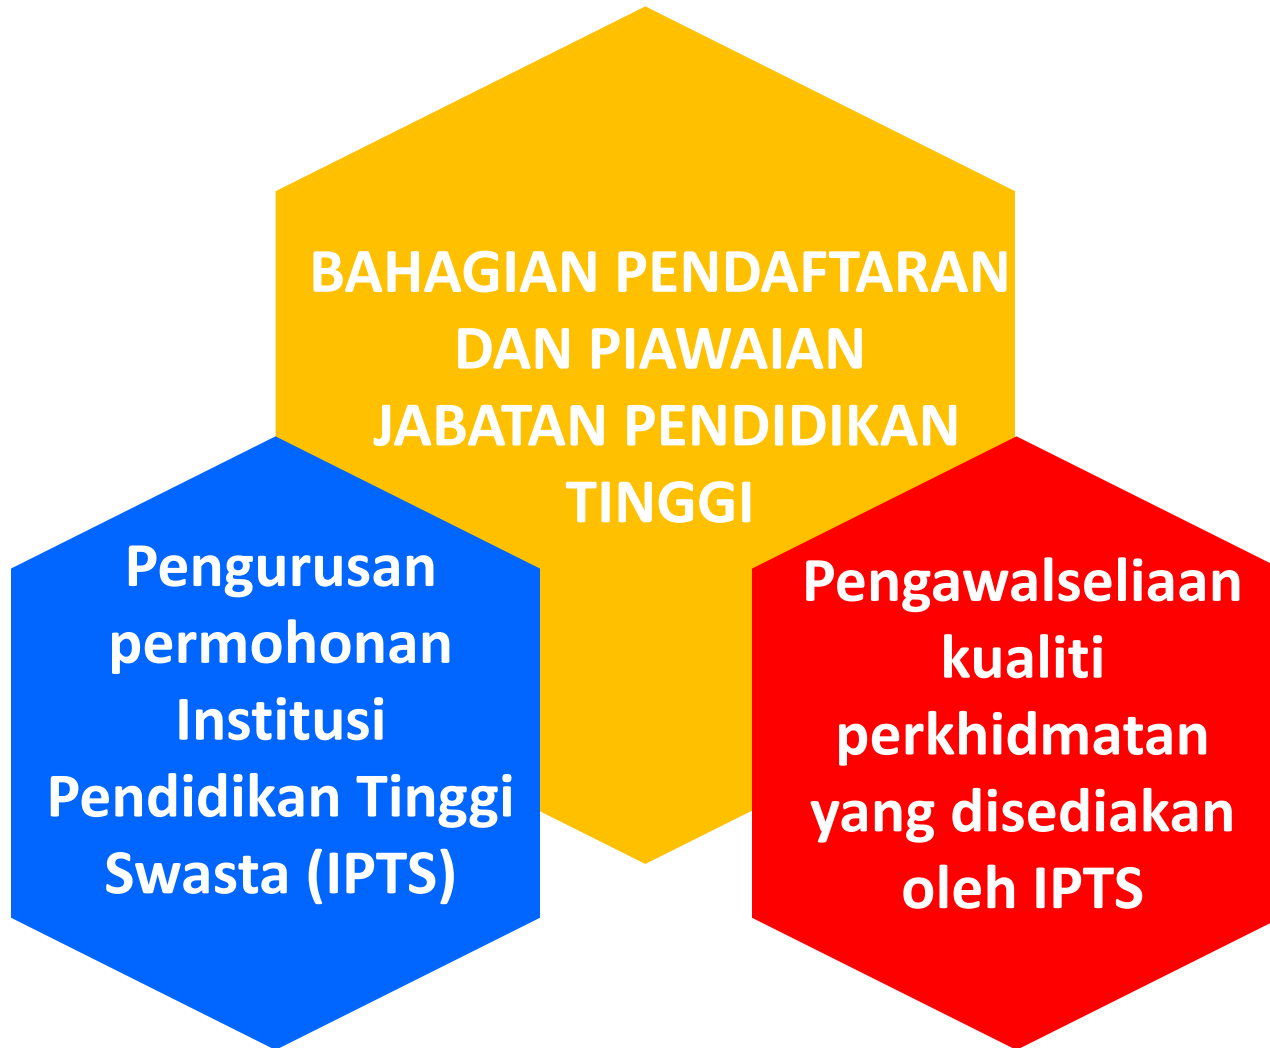 BAHAGIAN PENDAFTARAN
DAN PIAWAIAN
JABATAN PENDIDIKAN
TINGGI
Pengurusan
permohonan
Institusi
Pendidikan Tinggi
Swasta (IPTS)
Pengawalseliaan
kualiti
perkhidmatan
yang disediakan
oleh IPTS